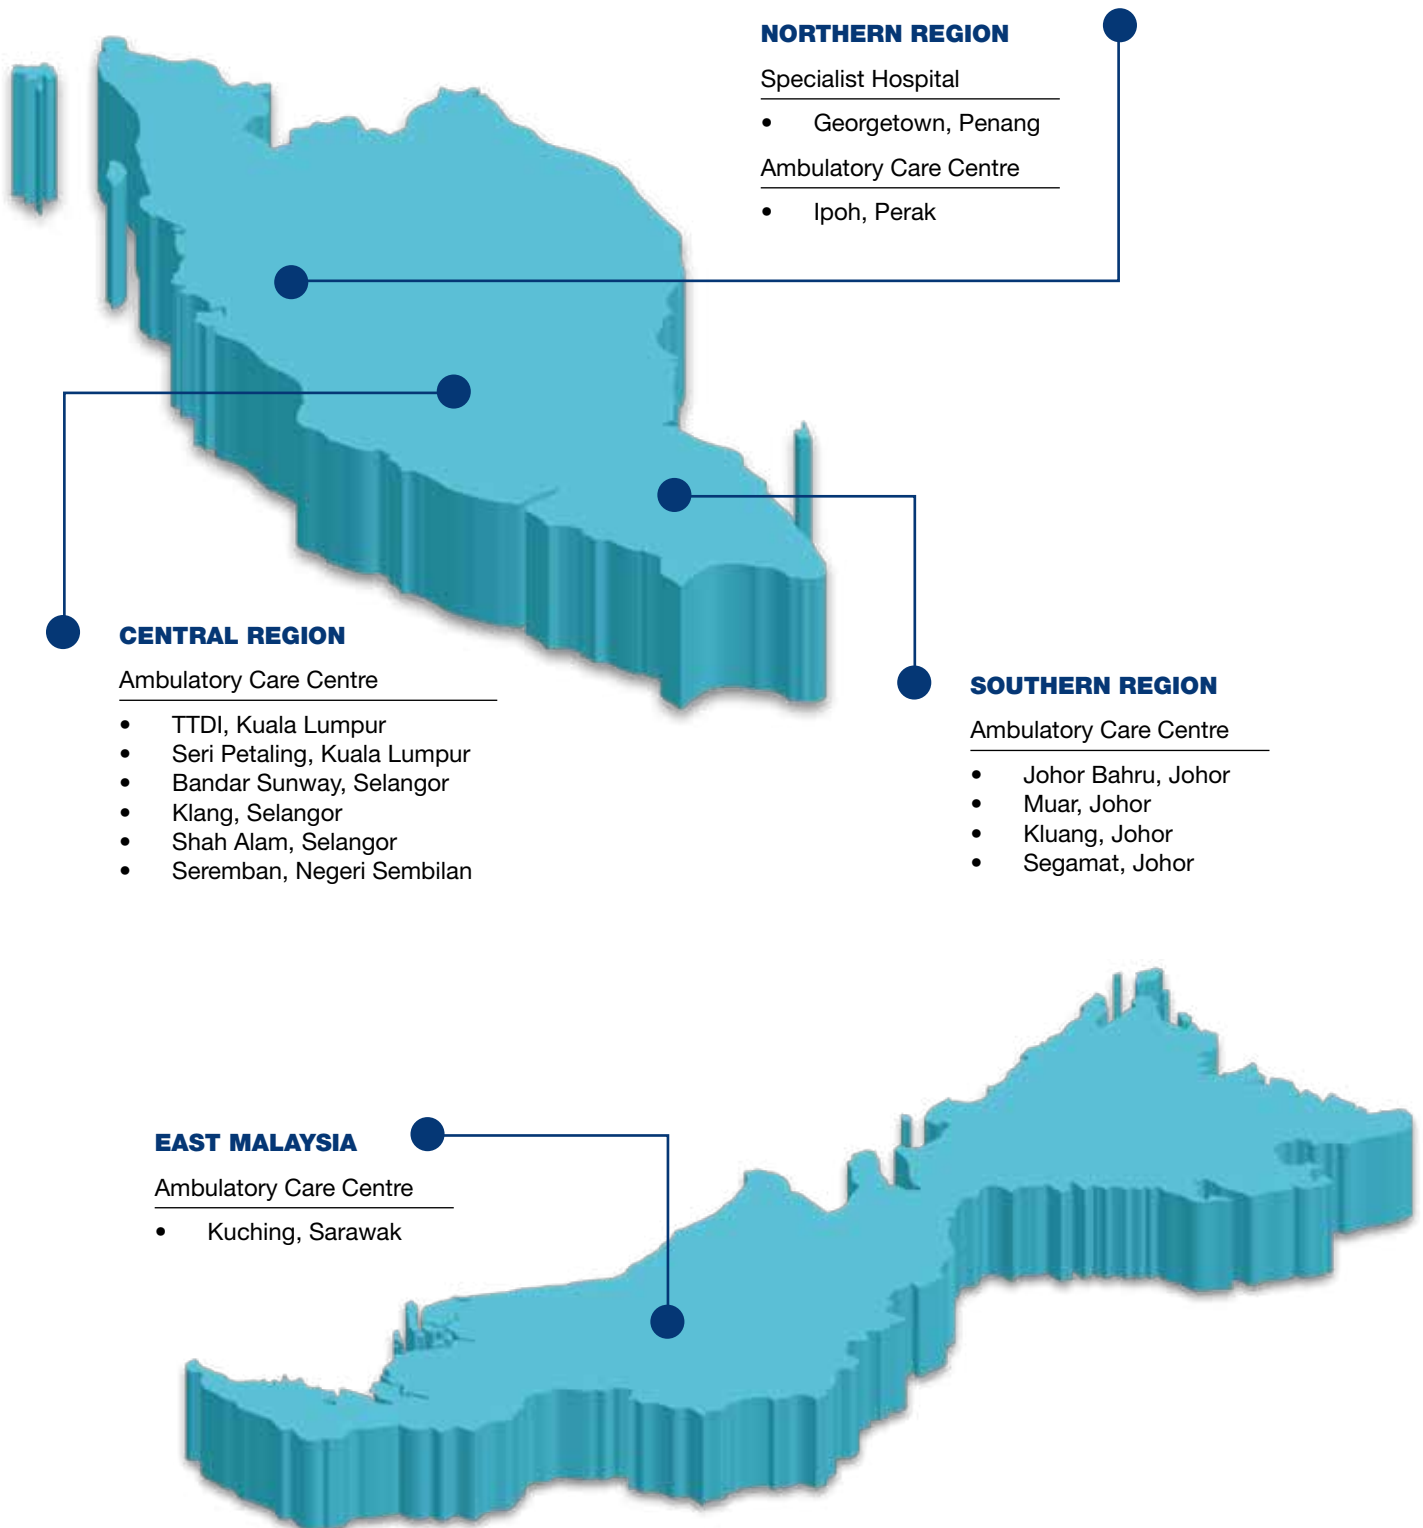 NORTHERN REGION
Specialist Hospital
• Georgetown, Penang
Ambulatory Care Centre
• Ipoh, Perak
CENTRAL REGION
Ambulatory Care Centre
• TTDI, Kuala Lumpur
• Seri Petaling, Kuala Lumpur
• Bandar Sunway, Selangor
• Klang, Selangor
• Shah Alam, Selangor
• Seremban, Negeri Sembilan
SOUTHERN REGION
Ambulatory Care Centre
• Johor Bahru, Johor
• Muar, Johor
• Kluang, Johor
• Segamat, Johor
EAST MALAYSIA
Ambulatory Care Centre
• Kuching, Sarawak